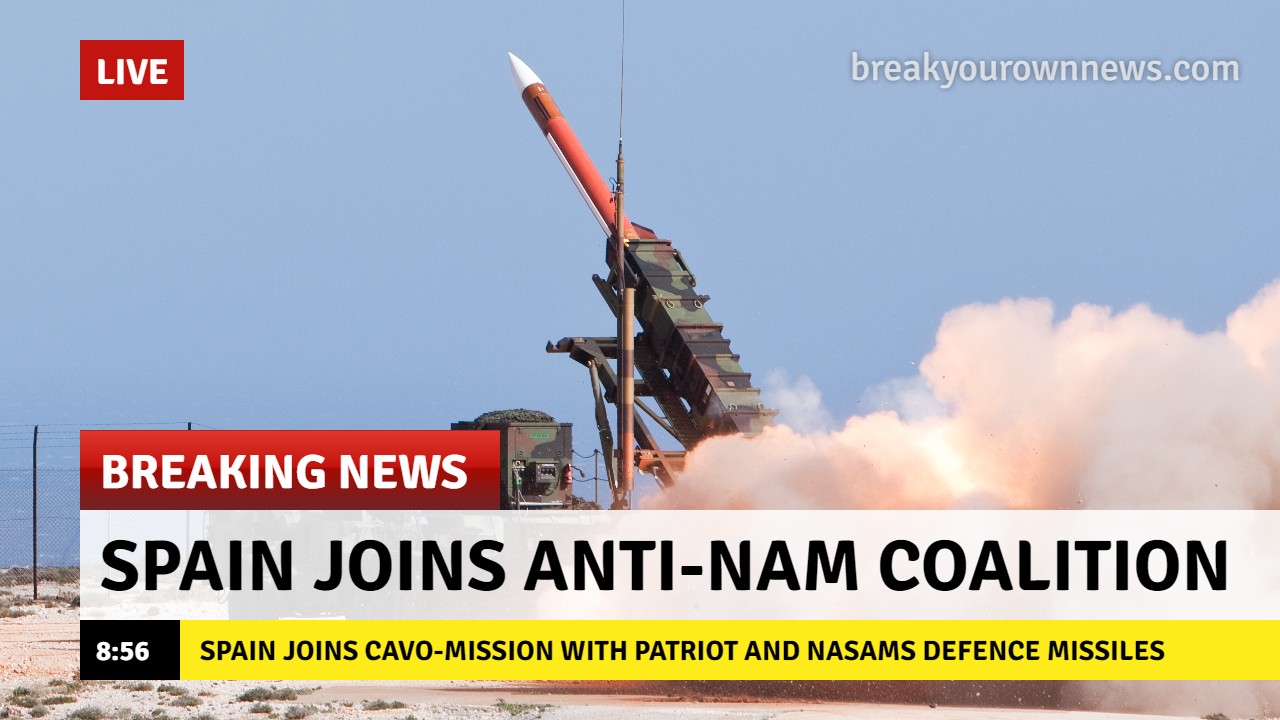 LIVE
breakyourownnews.com
BREAKING NEWS
SPAIN JOINS ANTI-NAM COALITION
8:56
SPAIN JOINS CAVO-MISSION WITH PATRIOT AND NASAMS DEFENCE MISSILES